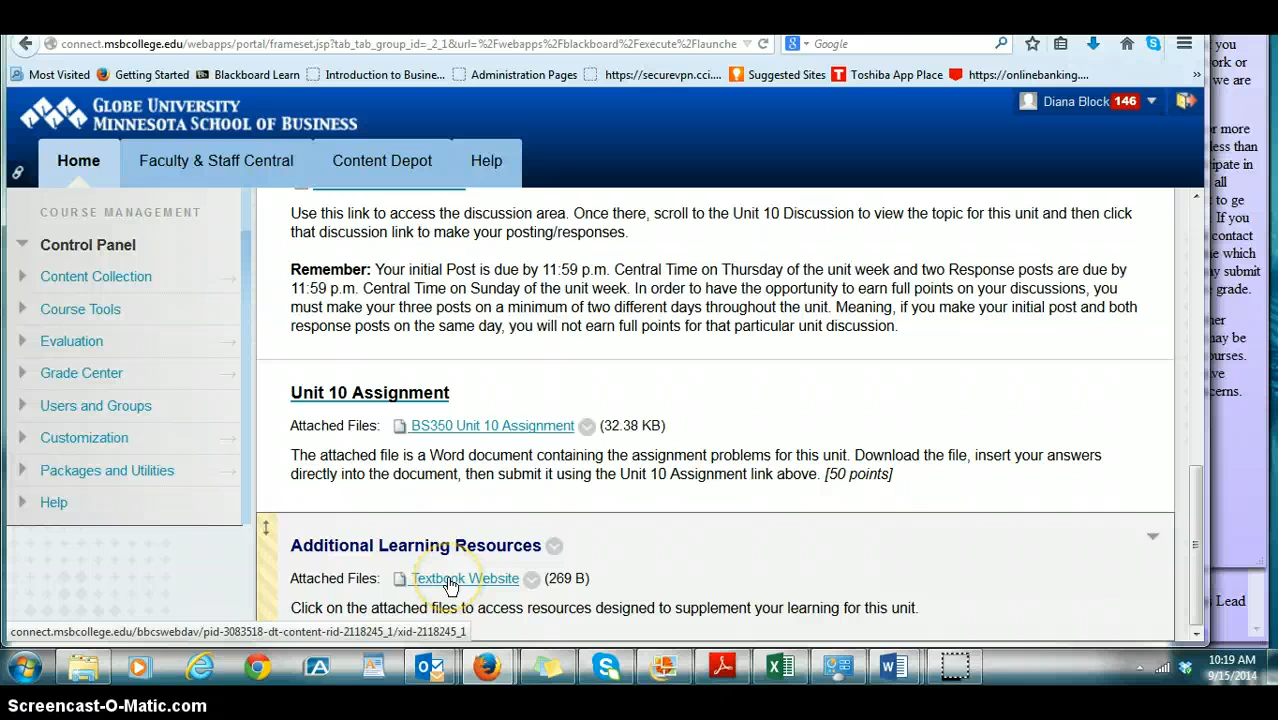 connect.msbcollege.edu/webapps/portal/frameset.jsp?tab_tab_group_id=_2_1&url=%2Fwebapps%2Fblackboard%2Fexecute%2Flaunche
Google
Most Visited Getting Started Blackboard Learn Introduction to Busine... Administration Pages https://securevpn.cci.... Suggested Sites Toshiba App Place https://onlinebanking.... »
GLOBE UNIVERSITY
MINNESOTA SCHOOL OF BUSINESS
Diana Block 146
Home Faculty & Staff Central Content Depot Help
COURSE MANAGEMENT
Control Panel
Content Collection
Course Tools
Evaluation
Grade Center
Users and Groups
Customization
Packages and Utilities
Help
Use this link to access the discussion area. Once there, scroll to the Unit 10 Discussion to view the topic for this unit and then click
that discussion link to make your posting/responses.
Remember: Your initial Post is due by 11:59 p.m. Central Time on Thursday of the unit week and two Response posts are due by
11:59 p.m. Central Time on Sunday of the unit week. In order to have the opportunity to earn full points on your discussions, you
must make your three posts on a minimum of two different days throughout the unit. Meaning, if you make your initial post and both
response posts on the same day, you will not earn full points for that particular unit discussion.
Unit 10 Assignment
Attached Files: BS350 Unit 10 Assignment (32.38 KB)
The attached file is a Word document containing the assignment problems for this unit. Download the file, insert your answers
directly into the document, then submit it using the Unit 10 Assignment link above. [50 points]
Additional Learning Resources
Attached Files: Textbook Website (269 B)
Click on the attached files to access resources designed to supplement your learning for this unit.
connect.msbcollege.edu/bbcswebdav/pid-3083518-dt-content-rid-2118245_1/xid-2118245_1
you
ork or
we are
r more
less than
ipate in
all
t to ge
If you
contact
e which
y submit
grade.
her
may be
ourses.
ve
cerns.
Lead
10:19 AM
9/15/2014
Screencast-O-Matic.com